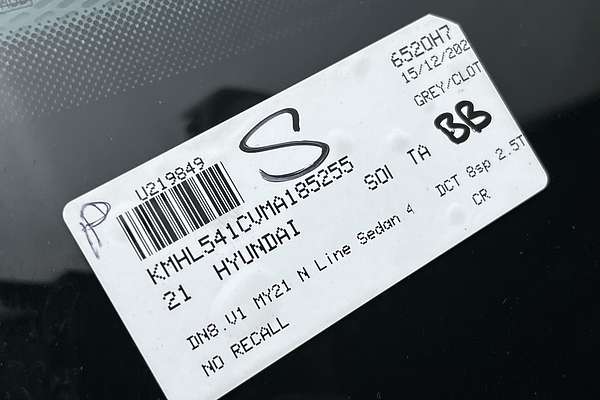 652DH7
15/12/202
GREY/CLOT
BB
S
P
U219849
KMHL541CVMA185255
SOI TA
21 HYUNDAI
DN8.V1 MY21 N Line Sedan 4 DCT 8sp 2.5T
NO RECALL
CR